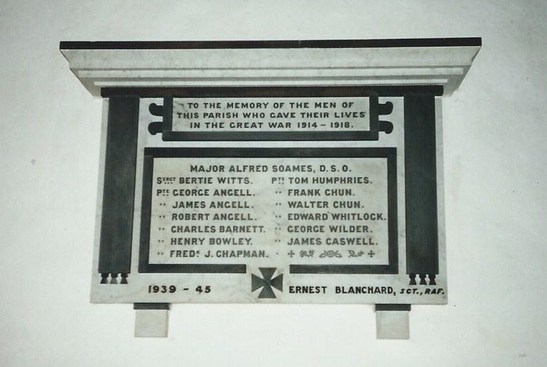 TO THE MEMORY OF THE MEN OF
THIS PARISH WHO GAVE THEIR LIVES
IN THE GREAT WAR 1914 – 1918.
MAJOR ALFRED SOAMES, D.S.O.
SERGT BERTIE WITTS. PTE TOM HUMPHRIES.
PTE GEORGE ANGELL. " FRANK CHUN.
" JAMES ANGELL. " WALTER CHUN.
" ROBERT ANGELL. " EDWARD WHITLOCK.
" CHARLES BARNETT. " GEORGE WILDER.
" HENRY BOWLEY. " JAMES CASWELL.
" FREDK J. CHAPMAN.
1939 - 45 ERNEST BLANCHARD, SGT., RAF.